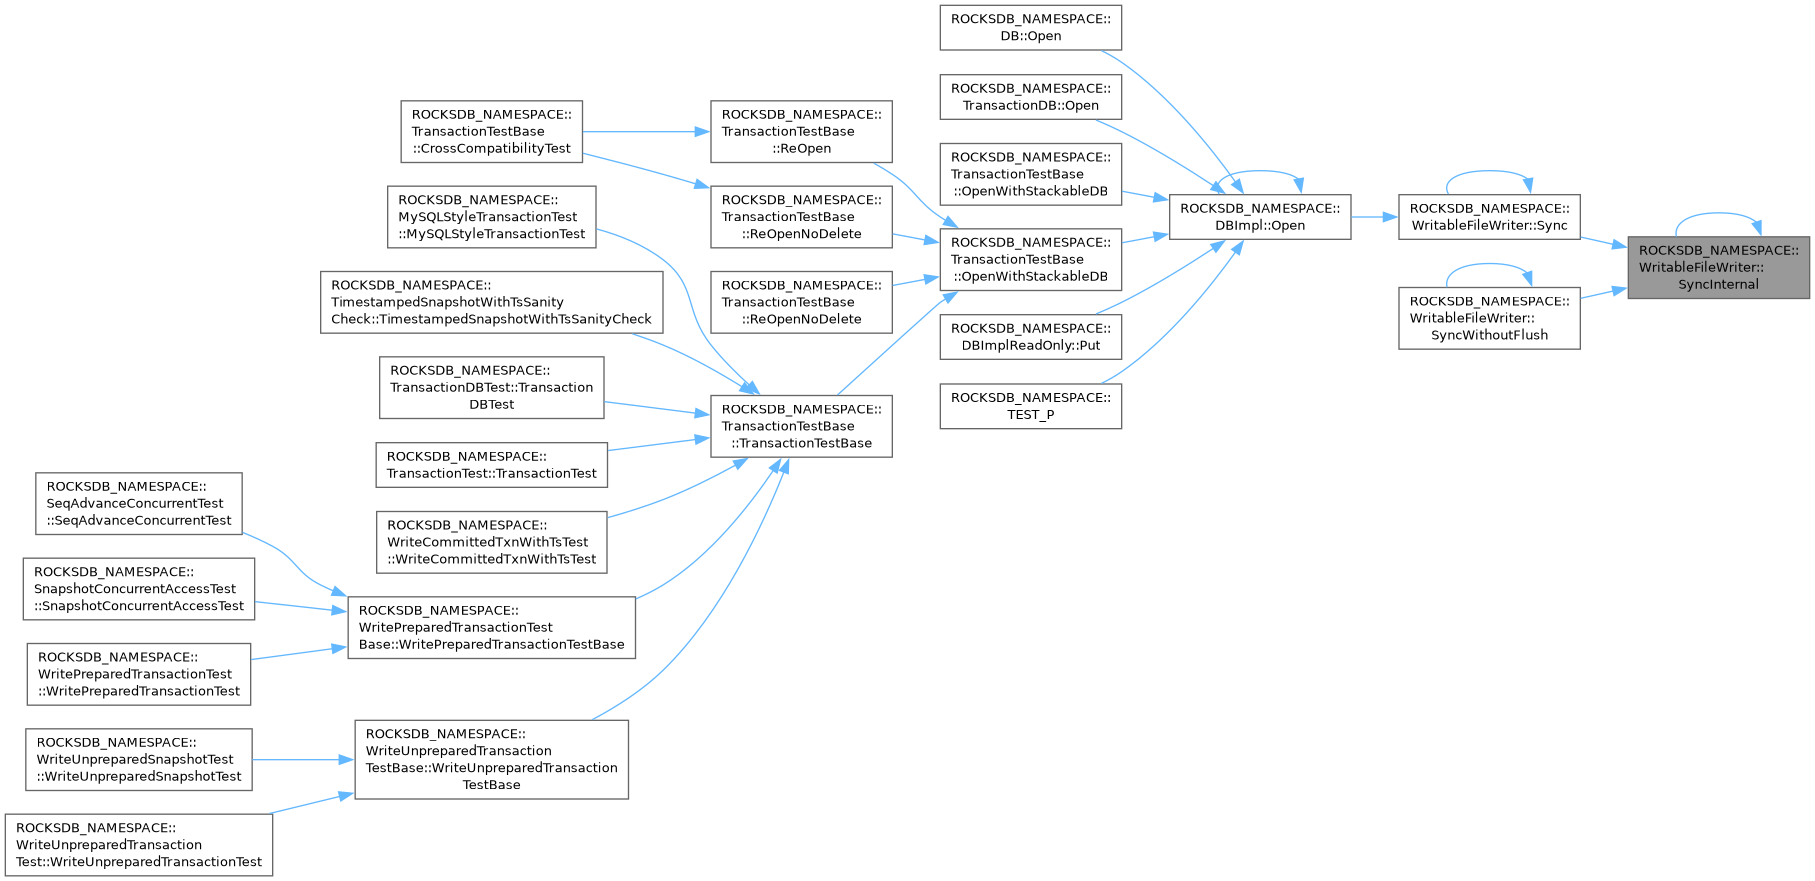 ROCKSDB_NAMESPACE::
DB::Open
ROCKSDB_NAMESPACE::
TransactionDB::Open
ROCKSDB_NAMESPACE::
TransactionTestBase
::CrossCompatibilityTest
ROCKSDB_NAMESPACE::
TransactionTestBase
::ReOpen
ROCKSDB_NAMESPACE::
TransactionTestBase
::OpenWithStackableDB
ROCKSDB_NAMESPACE::
MySQLStyleTransactionTest
::MySQLStyleTransactionTest
ROCKSDB_NAMESPACE::
TransactionTestBase
::ReOpenNoDelete
ROCKSDB_NAMESPACE::
DBImpl::Open
ROCKSDB_NAMESPACE::
WritableFileWriter::Sync
ROCKSDB_NAMESPACE::
TransactionTestBase
::OpenWithStackableDB
ROCKSDB_NAMESPACE::
WritableFileWriter::
SyncInternal
ROCKSDB_NAMESPACE::
TimestampedSnapshotWithTsSanity
Check::TimestampedSnapshotWithTsSanityCheck
ROCKSDB_NAMESPACE::
TransactionTestBase
::ReOpenNoDelete
ROCKSDB_NAMESPACE::
WritableFileWriter::
SyncWithoutFlush
ROCKSDB_NAMESPACE::
DBImplReadOnly::Put
ROCKSDB_NAMESPACE::
TransactionDBTest::Transaction
DBTest
ROCKSDB_NAMESPACE::
TEST_P
ROCKSDB_NAMESPACE::
TransactionTestBase
::TransactionTestBase
ROCKSDB_NAMESPACE::
TransactionTest::TransactionTest
ROCKSDB_NAMESPACE::
SeqAdvanceConcurrentTest
::SeqAdvanceConcurrentTest
ROCKSDB_NAMESPACE::
WriteCommittedTxnWithTsTest
::WriteCommittedTxnWithTsTest
ROCKSDB_NAMESPACE::
SnapshotConcurrentAccessTest
::SnapshotConcurrentAccessTest
ROCKSDB_NAMESPACE::
WritePreparedTransactionTest
Base::WritePreparedTransactionTestBase
ROCKSDB_NAMESPACE::
WritePreparedTransactionTest
::WritePreparedTransactionTest
ROCKSDB_NAMESPACE::
WriteUnpreparedTransaction
TestBase::WriteUnpreparedTransaction
TestBase
ROCKSDB_NAMESPACE::
WriteUnpreparedSnapshotTest
::WriteUnpreparedSnapshotTest
ROCKSDB_NAMESPACE::
WriteUnpreparedTransaction
Test::WriteUnpreparedTransactionTest